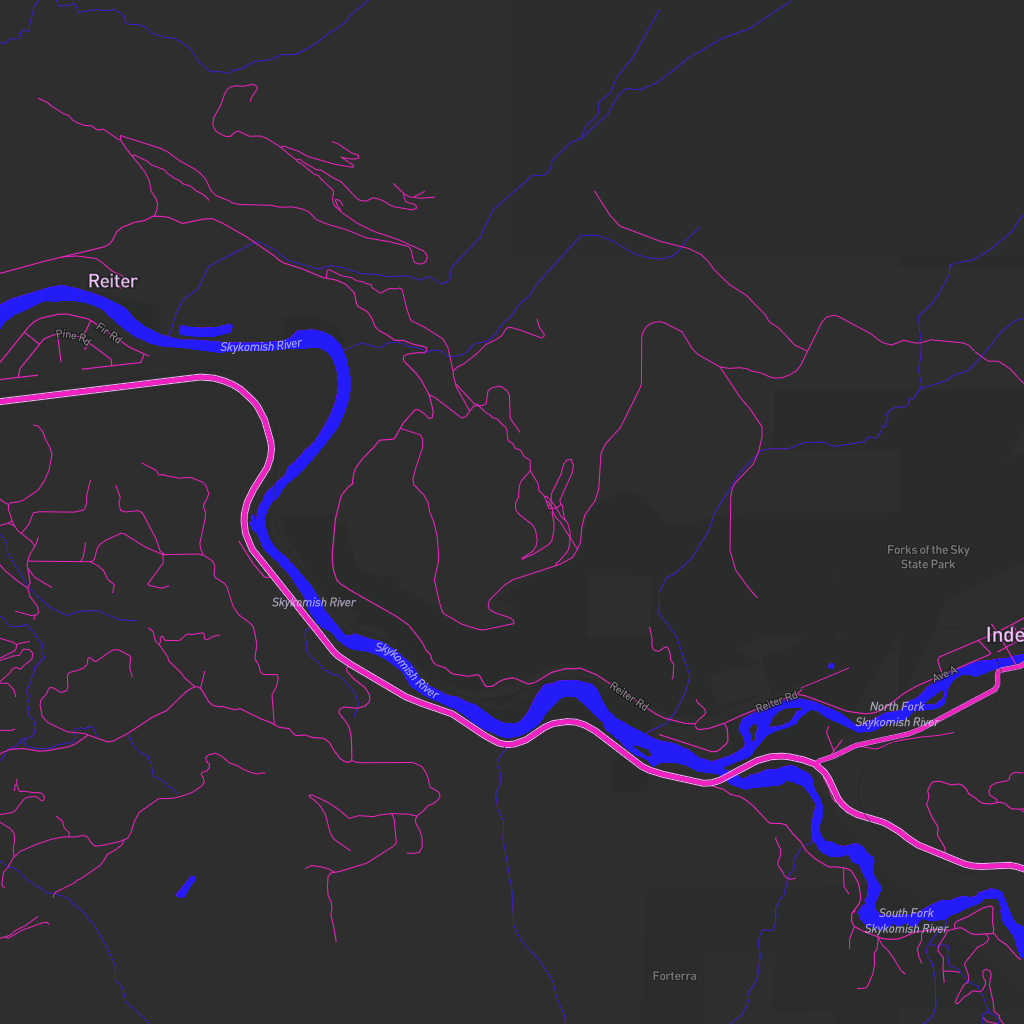 Reiter
Fir Rd
Pine Rd
Skykomish River
Forks of the Sky
State Park
Skykomish River
Skykomish River
Ave A
Reiter Rd
Reiter Rd
North Fork
Skykomish River
South Fork
Skykomish River
Forterra